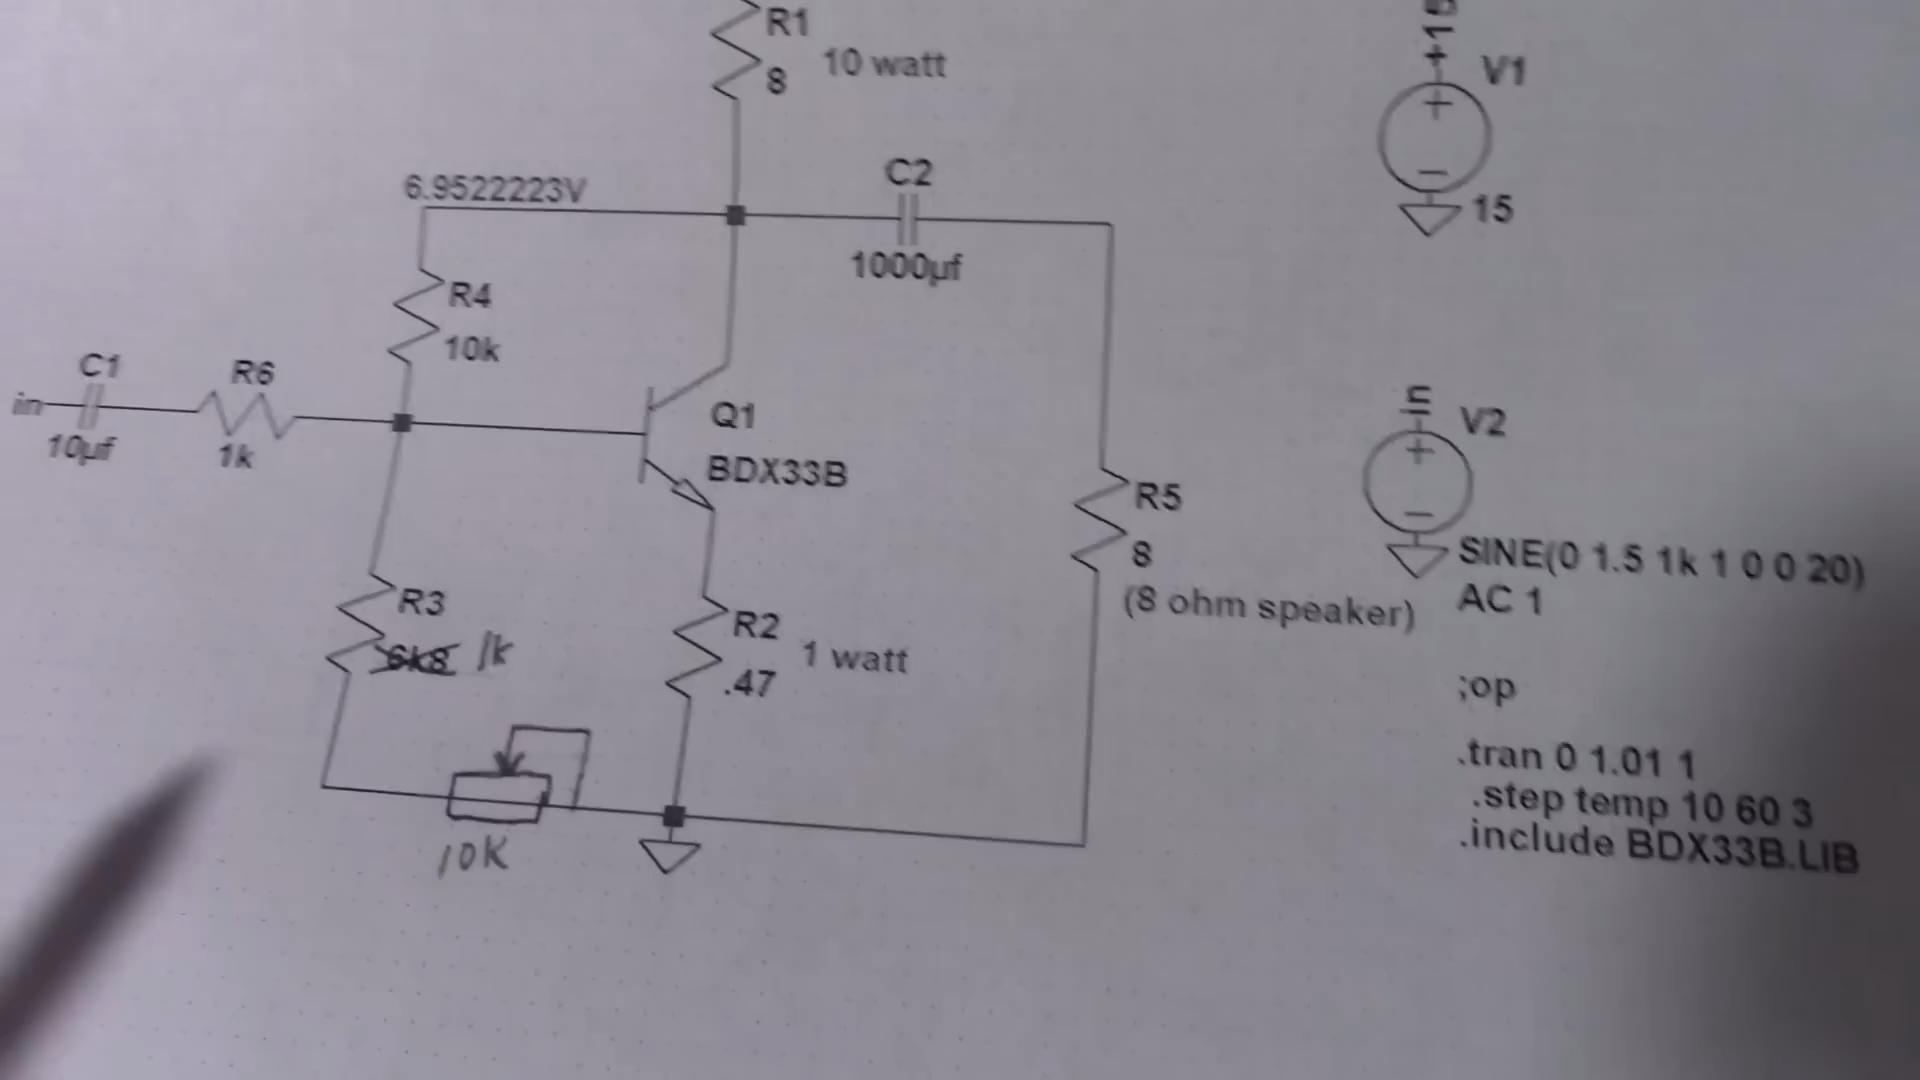 R1
10 watt
8
+15
V1
15
6.9522223V
C2
1000µf
R4
10k
C1
in
10µf
R6
1k
Q1
BDX33B
R5
8
(8 ohm speaker)
in
V2
SINE(0 1.5 1k 1 0 0 20)
AC 1
R3
6k8 1k
R2
1 watt
.47
10K
;op
.tran 0 1.01 1
.step temp 10 60 3
.include BDX33B.LIB